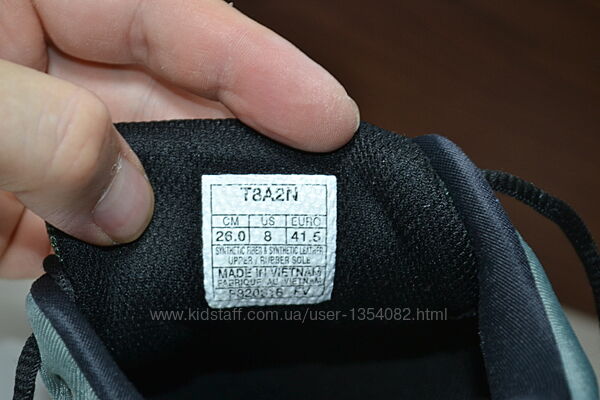 T8A2N
CM US EURO
26.0 8 41.5
SYNTHETIC FIBER & SYNTHETIC LEATHER
UPPER / RUBBER SOLE
MADE IN VIETNAM
FABRIQUE AU VIETNAM
FV
www.kidstaff.com.ua/user-1354082.html